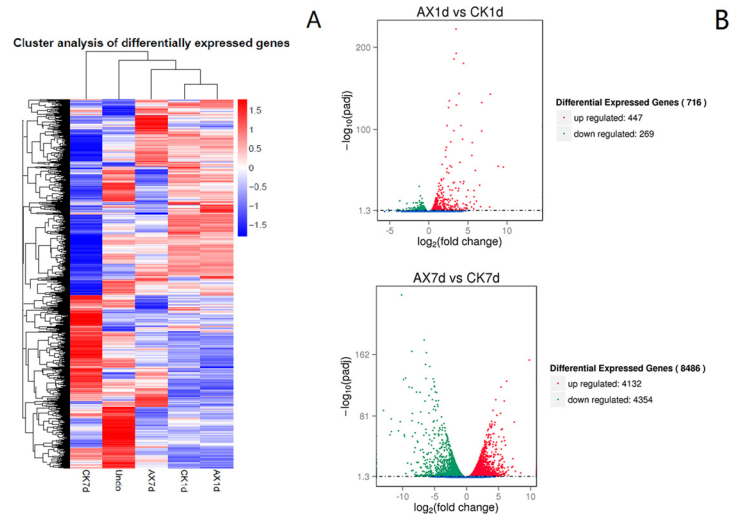 A
Cluster analysis of differentially expressed genes
1.5
1
0.5
0
−0.5
−1
−1.5
CK7d
Unco
AX7d
CK1d
AX1d
B
AX1d vs CK1d
200
100
1.3
−log10(padj)
-5 0 5 10
log2(fold change)
Differential Expressed Genes ( 716 )
up regulated: 447
down regulated: 269
AX7d vs CK7d
162
81
1.3
−log10(padj)
-10 -5 0 5 10
log2(fold change)
Differential Expressed Genes ( 8486 )
up regulated: 4132
down regulated: 4354